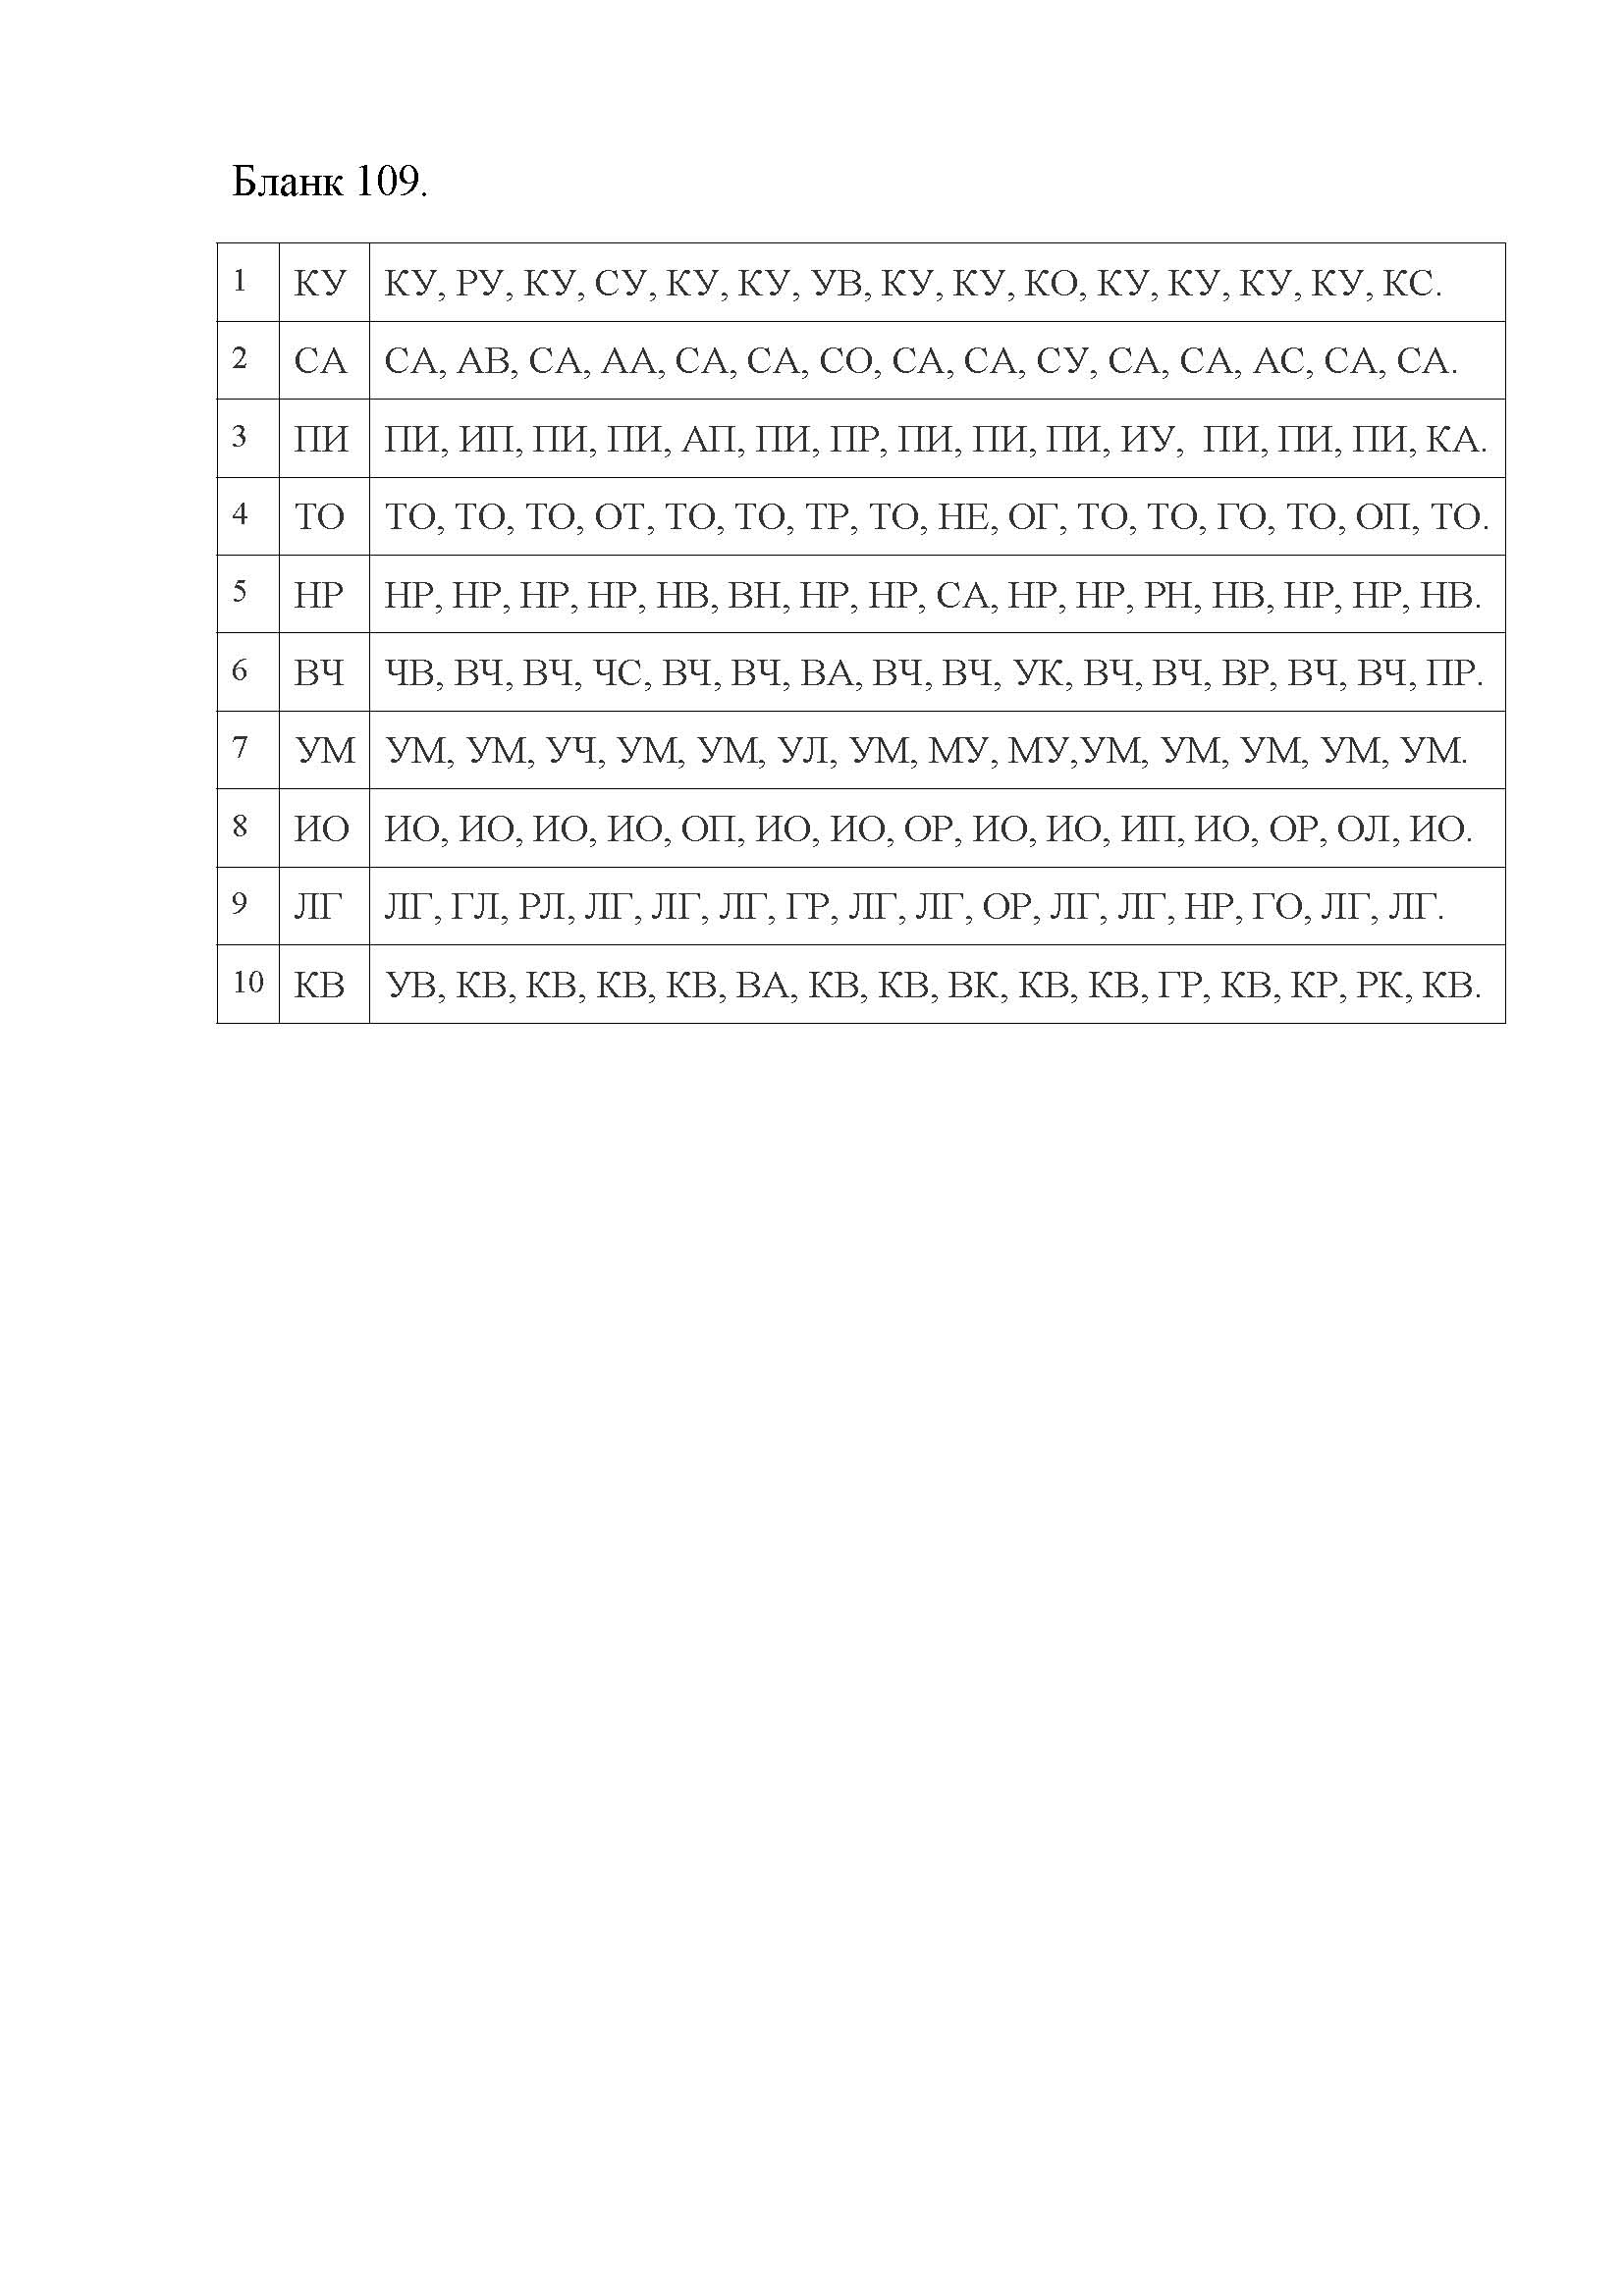 Бланк 109.
1 КУ КУ, РУ, КУ, СУ, КУ, КУ, УВ, КУ, КУ, КО, КУ, КУ, КУ, КУ, КС.
2 СА СА, АВ, СА, АА, СА, СА, СО, СА, СА, СУ, СА, СА, АС, СА, СА.
3 ПИ ПИ, ИП, ПИ, ПИ, АП, ПИ, ПР, ПИ, ПИ, ПИ, ИУ, ПИ, ПИ, ПИ, КА.
4 ТО ТО, ТО, ТО, ОТ, ТО, ТО, ТР, ТО, НЕ, ОГ, ТО, ТО, ГО, ТО, ОП, ТО.
5 НР НР, НР, НР, НР, НВ, ВН, НР, НР, СА, НР, НР, РН, НВ, НР, НР, НВ.
6 ВЧ ЧВ, ВЧ, ВЧ, ЧС, ВЧ, ВЧ, ВА, ВЧ, ВЧ, УК, ВЧ, ВЧ, ВР, ВЧ, ВЧ, ПР.
7 УМ УМ, УМ, УЧ, УМ, УМ, УЛ, УМ, МУ, МУ,УМ, УМ, УМ, УМ, УМ.
8 ИО ИО, ИО, ИО, ИО, ОП, ИО, ИО, ОР, ИО, ИО, ИП, ИО, ОР, ОЛ, ИО.
9 ЛГ ЛГ, ГЛ, РЛ, ЛГ, ЛГ, ЛГ, ГР, ЛГ, ЛГ, ОР, ЛГ, ЛГ, НР, ГО, ЛГ, ЛГ.
10 КВ УВ, КВ, КВ, КВ, КВ, ВА, КВ, КВ, ВК, КВ, КВ, ГР, КВ, КР, РК, КВ.